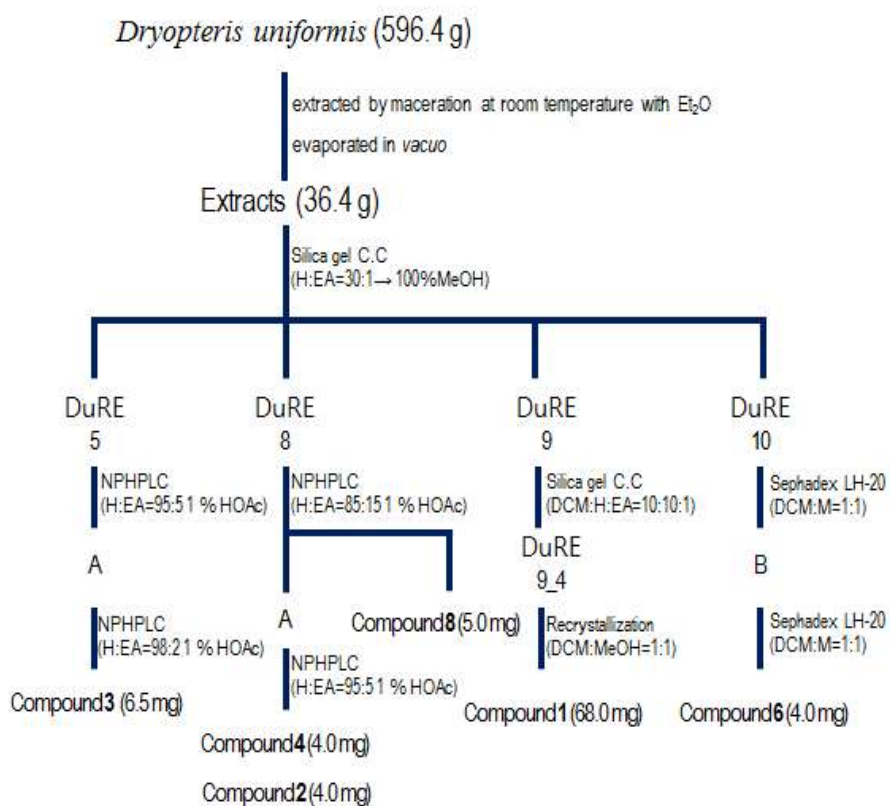 Dryopteris uniformis (596.4 g)
extracted by maceration at room temperature with Et₂O
evaporated in vacuo
Extracts (36.4 g)
Silica gel C.C
(H:EA=30:1→ 100%MeOH)
DuRE
5
DuRE
8
DuRE
9
DuRE
10
NPHPLC
(H:EA=95:5 1 % HOAc)
NPHPLC
(H:EA=85:15 1 % HOAc)
Silica gel C.C
(DCM:H:EA=10:10:1)
Sephadex LH-20
(DCM:M=1:1)
A
A
Compound 8 (5.0 mg)
DuRE
9_4
B
NPHPLC
(H:EA=98:2 1 % HOAc)
NPHPLC
(H:EA=95:5 1 % HOAc)
Recrystallization
(DCM:MeOH=1:1)
Sephadex LH-20
(DCM:M=1:1)
Compound 3 (6.5 mg)
Compound 4 (4.0 mg)
Compound 2 (4.0 mg)
Compound 1 (68.0 mg)
Compound 6 (4.0 mg)